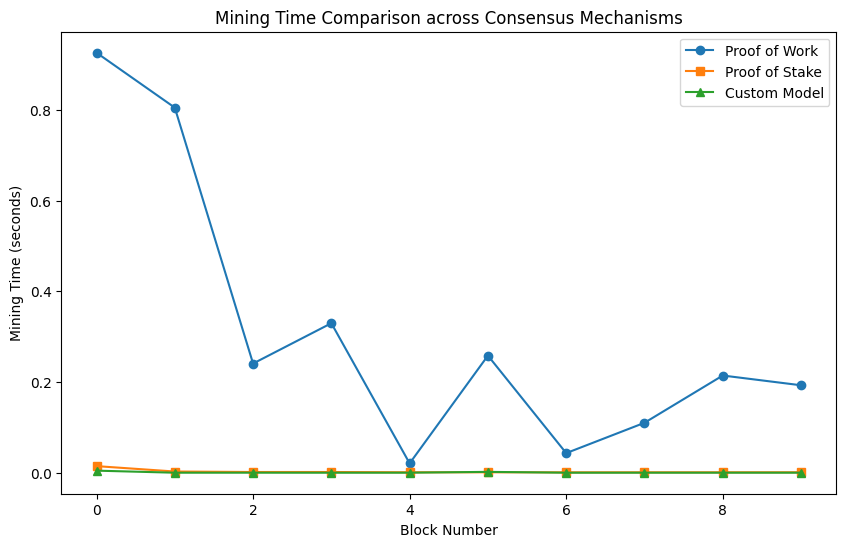 Mining Time Comparison across Consensus Mechanisms
Proof of Work
Proof of Stake
Custom Model
Mining Time (seconds)
0.8
0.6
0.4
0.2
0.0
0 2 4 6 8
Block Number